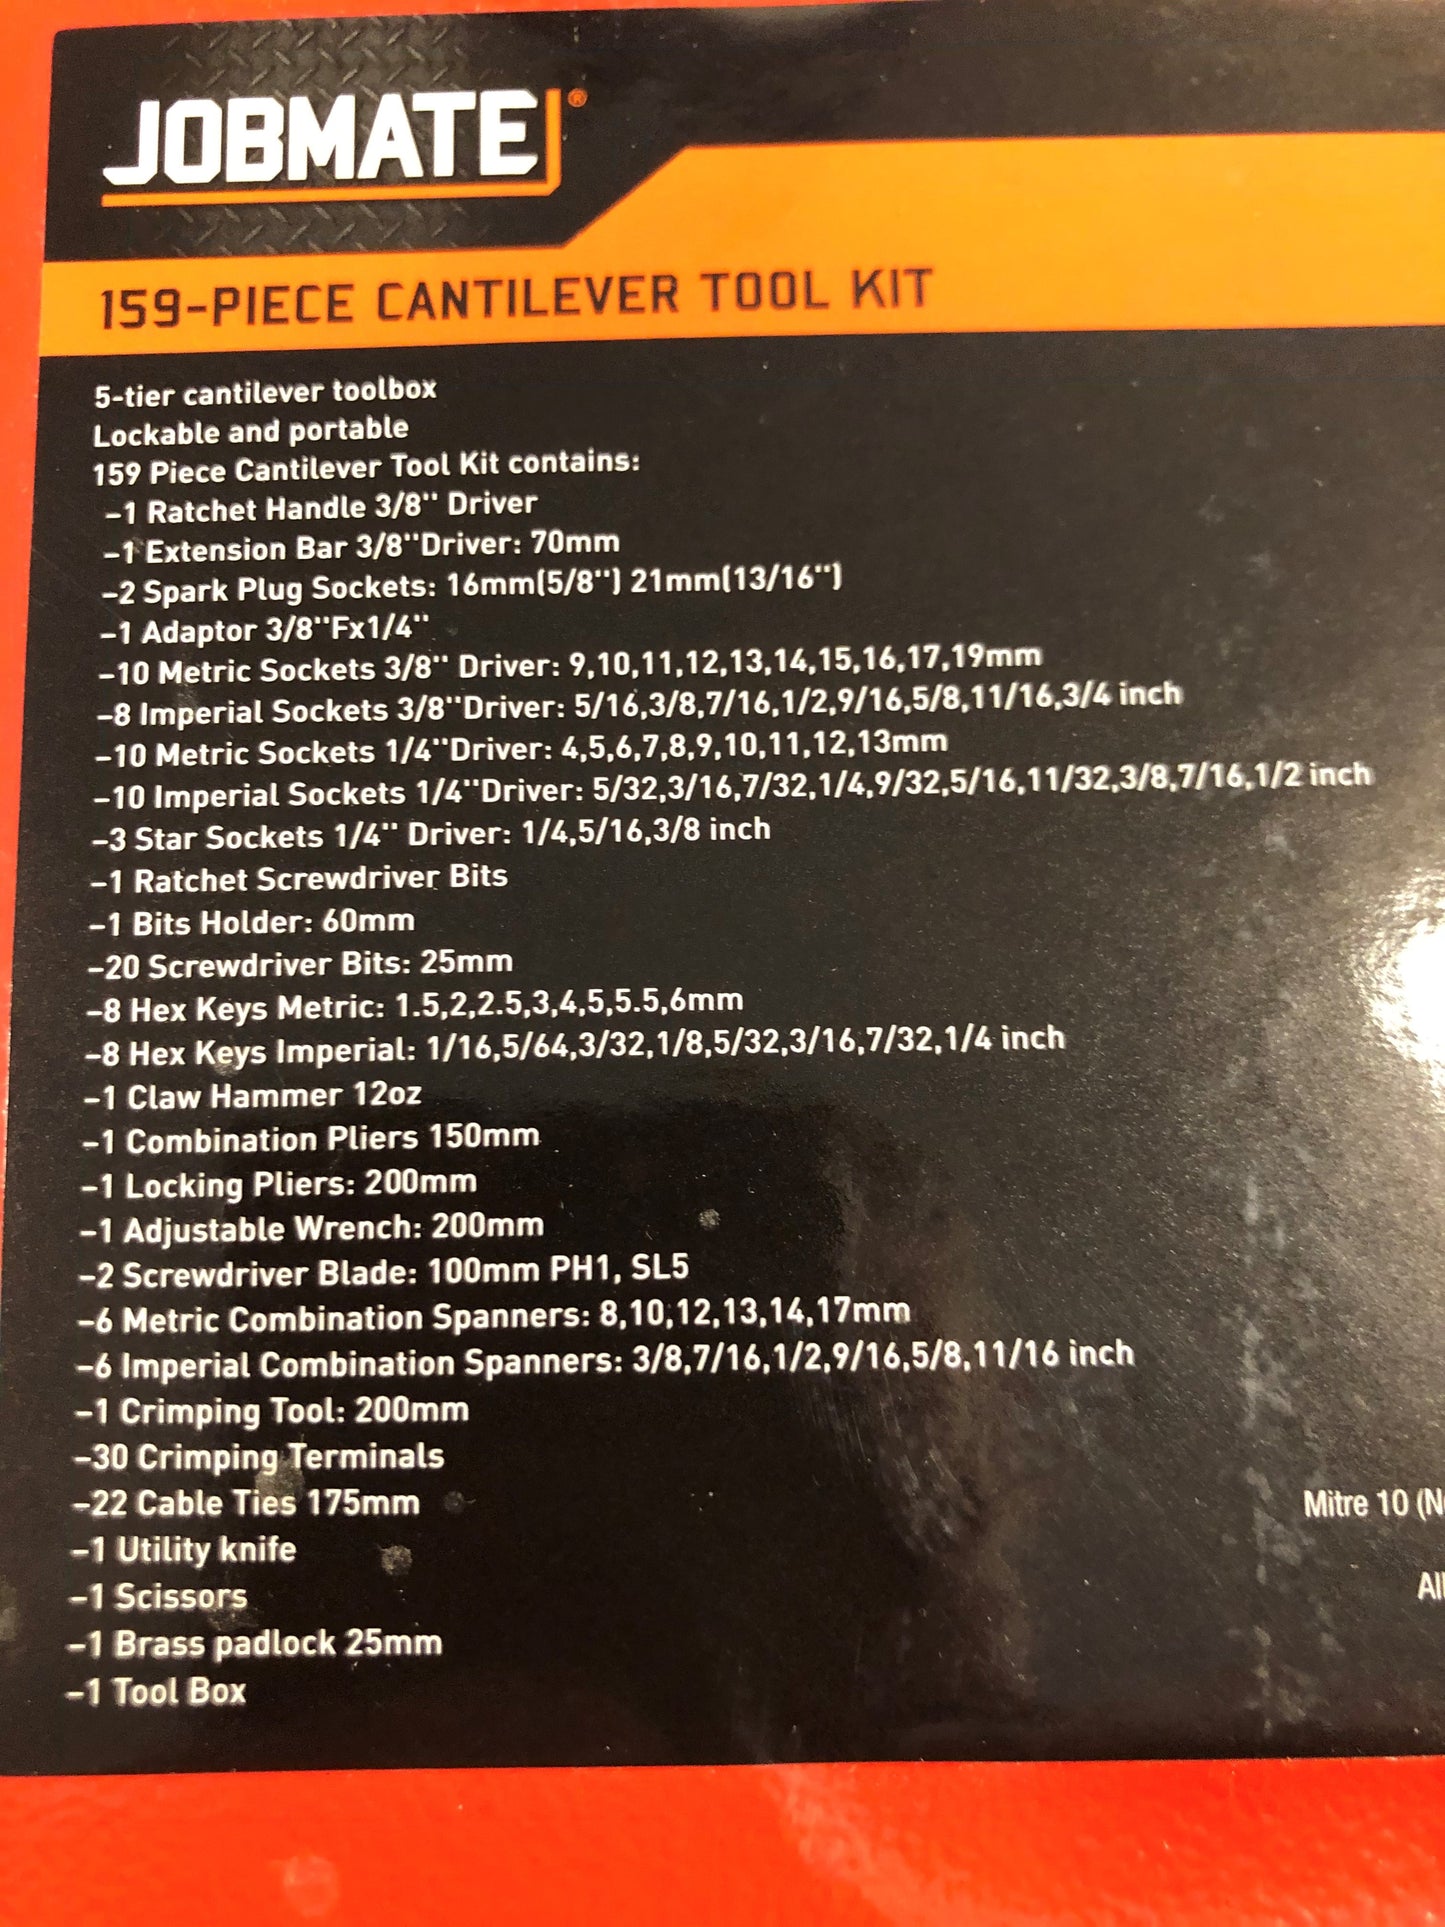 JOBMATE®
159-PIECE CANTILEVER TOOL KIT
5-tier cantilever toolbox
Lockable and portable
159 Piece Cantilever Tool Kit contains:
-1 Ratchet Handle 3/8'' Driver
-1 Extension Bar 3/8''Driver: 70mm
-2 Spark Plug Sockets: 16mm(5/8'') 21mm(13/16'')
-1 Adaptor 3/8''Fx1/4''
-10 Metric Sockets 3/8'' Driver: 9,10,11,12,13,14,15,16,17,19mm
-8 Imperial Sockets 3/8''Driver: 5/16,3/8,7/16,1/2,9/16,5/8,11/16,3/4 inch
-10 Metric Sockets 1/4''Driver: 4,5,6,7,8,9,10,11,12,13mm
-10 Imperial Sockets 1/4''Driver: 5/32,3/16,7/32,1/4,9/32,5/16,11/32,3/8,7/16,1/2 inch
-3 Star Sockets 1/4'' Driver: 1/4,5/16,3/8 inch
-1 Ratchet Screwdriver Bits
-1 Bits Holder: 60mm
-20 Screwdriver Bits: 25mm
-8 Hex Keys Metric: 1.5,2,2.5,3,4,5,5.5,6mm
-8 Hex Keys Imperial: 1/16,5/64,3/32,1/8,5/32,3/16,7/32,1/4 inch
-1 Claw Hammer 12oz
-1 Combination Pliers 150mm
-1 Locking Pliers: 200mm
-1 Adjustable Wrench: 200mm
-2 Screwdriver Blade: 100mm PH1, SL5
-6 Metric Combination Spanners: 8,10,12,13,14,17mm
-6 Imperial Combination Spanners: 3/8,7/16,1/2,9/16,5/8,11/16 inch
-1 Crimping Tool: 200mm
-30 Crimping Terminals
-22 Cable Ties 175mm
-1 Utility knife
-1 Scissors
-1 Brass padlock 25mm
-1 Tool Box
Mitre 10 (N